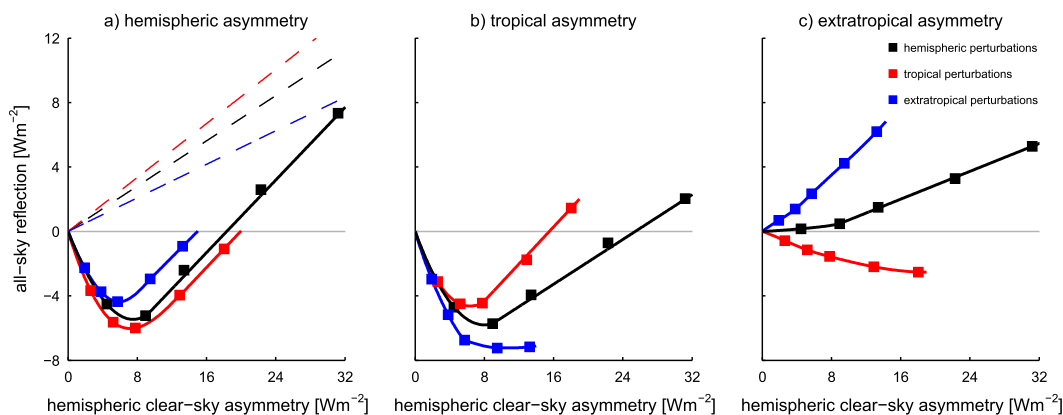 a) hemispheric asymmetry
b) tropical asymmetry
c) extratropical asymmetry
all−sky reflection [Wm−2]
12
8
4
0
−4
−8
hemispheric perturbations
tropical perturbations
extratropical perturbations
0 8 16 24 32
0 8 16 24 32
0 8 16 24 32
hemispheric clear−sky asymmetry [Wm−2]
hemispheric clear−sky asymmetry [Wm−2]
hemispheric clear−sky asymmetry [Wm−2]